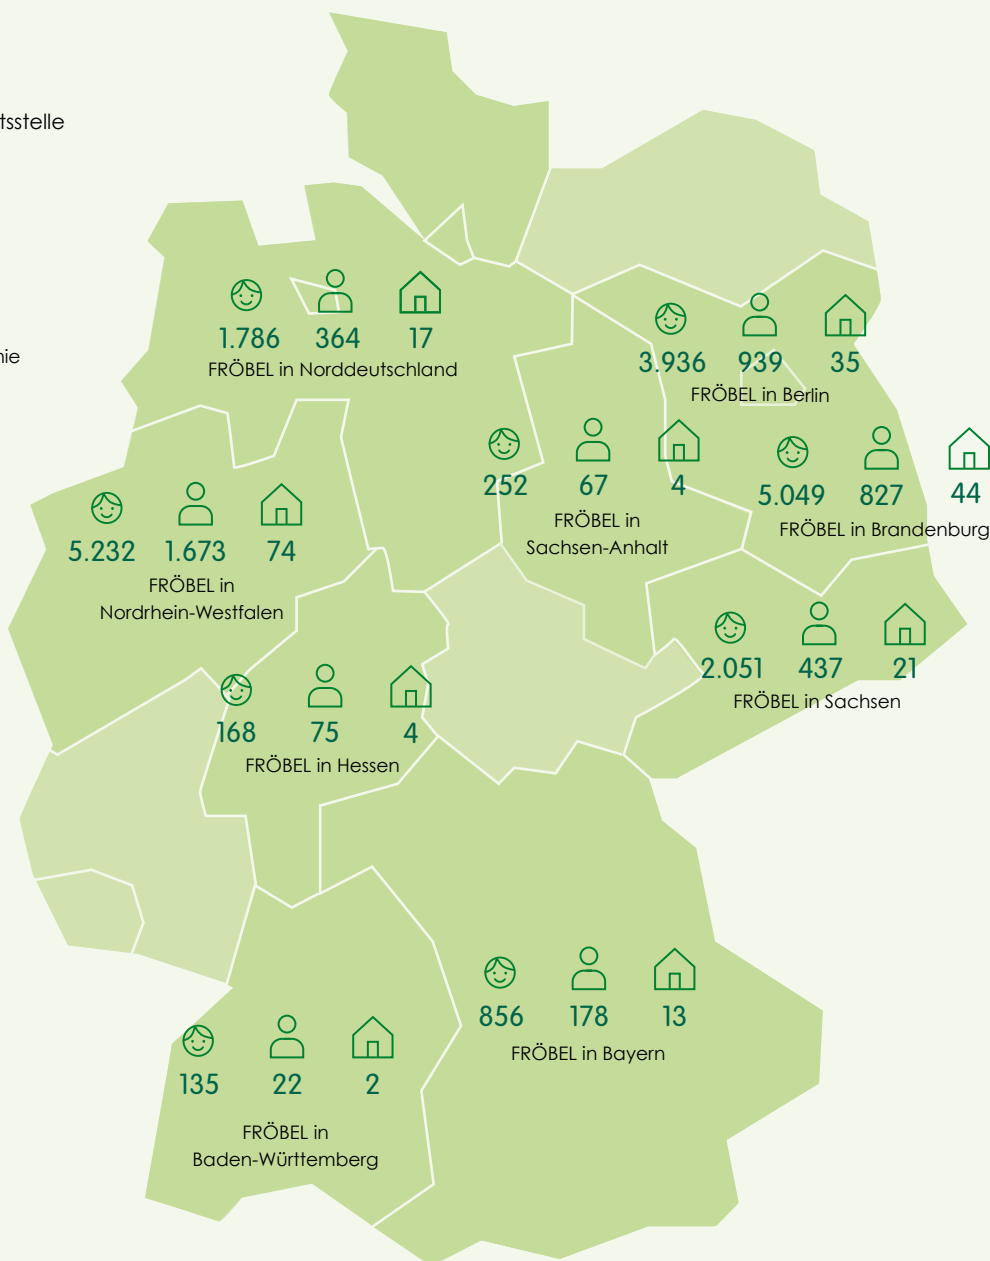 tsstelle
nie
1.786 364 17
FRÖBEL in Norddeutschland
3.936 939 35
FRÖBEL in Berlin
252 67 4
FRÖBEL in
Sachsen-Anhalt
5.049 827 44
FRÖBEL in Brandenburg
5.232 1.673 74
FRÖBEL in
Nordrhein-Westfalen
2.051 437 21
FRÖBEL in Sachsen
168 75 4
FRÖBEL in Hessen
856 178 13
FRÖBEL in Bayern
135 22 2
FRÖBEL in
Baden-Württemberg